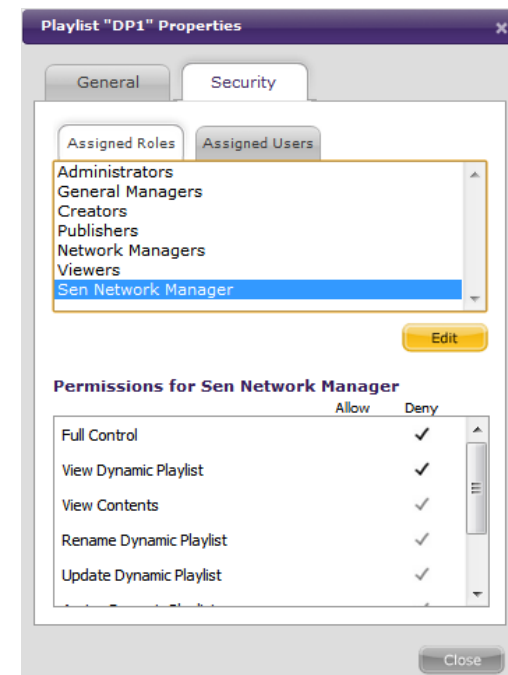 Playlist "DP1" Properties
General Security
Assigned Roles Assigned Users
Administrators
General Managers
Creators
Publishers
Network Managers
Viewers
Sen Network Manager
Edit
Permissions for Sen Network Manager
Allow Deny
Full Control
View Dynamic Playlist
View Contents
Rename Dynamic Playlist
Update Dynamic Playlist
Close